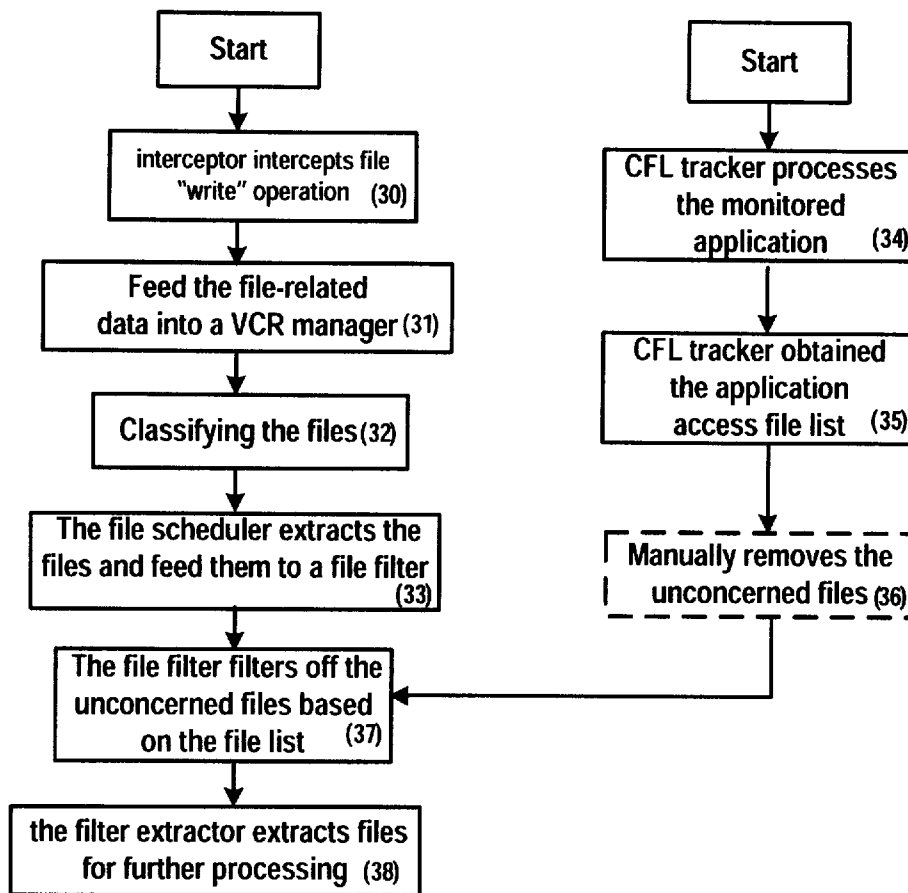 Start
interceptor intercepts file
"write" operation (30)
Feed the file-related
data into a VCR manager (31)
Classifying the files (32)
The file scheduler extracts the
files and feed them to a file filter
(33)
The file filter filters off the
unconcerned files based
on the file list (37)
the filter extractor extracts files
for further processing (38)
Start
CFL tracker processes
the monitored
application (34)
CFL tracker obtained
the application
access file list (35)
Manually removes the
unconcerned files (36)